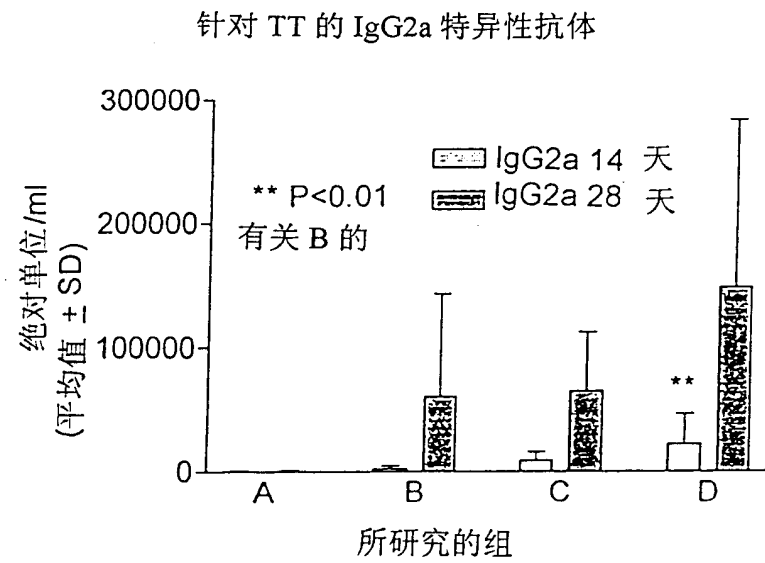 针对 TT 的 IgG2a 特异性抗体
300000
200000
100000
0
绝对单位/ml
(平均值 ± SD)
IgG2a 14 天
IgG2a 28 天
** P<0.01
有关 B 的
**
A B C D
所研究的组